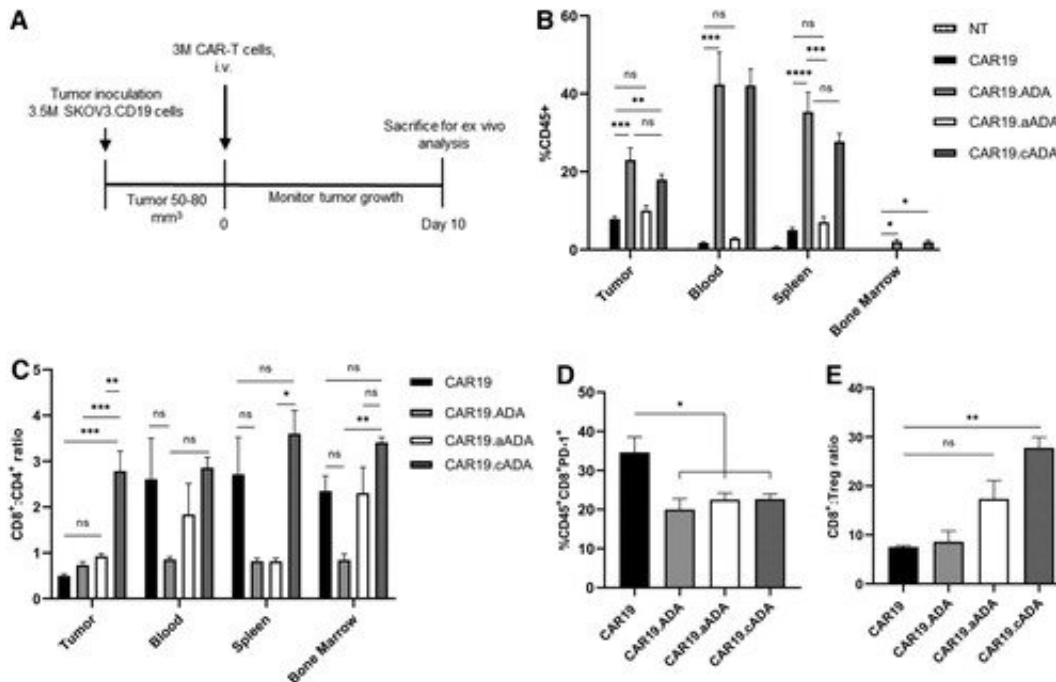 A
3M CAR-T cells,
i.v.
Tumor inoculation
3.5M SKOV3.CD19 cells
Sacrifice for ex vivo
analysis
Tumor 50-80
mm³
Monitor tumor growth
0
Day 10
B
%CD45+
60
40
20
0
ns
***
**
ns
***
ns
***
ns
***
****
ns
*
*
Tumor
Blood
Spleen
Bone Marrow
NT
CAR19
CAR19.ADA
CAR19.aADA
CAR19.cADA
C
CD8⁺:CD4⁺ ratio
5
4
3
2
1
0
**
***
***
ns
ns
ns
ns
ns
*
ns
ns
**
ns
Tumor
Blood
Spleen
Bone Marrow
CAR19
CAR19.ADA
CAR19.aADA
CAR19.cADA
D
%CD45⁺CD8⁺PD-1⁺
50
40
30
20
10
0
*
CAR19
CAR19.ADA
CAR19.aADA
CAR19.cADA
E
CD8⁺:Treg ratio
40
30
20
10
0
**
ns
CAR19
CAR19.ADA
CAR19.aADA
CAR19.cADA